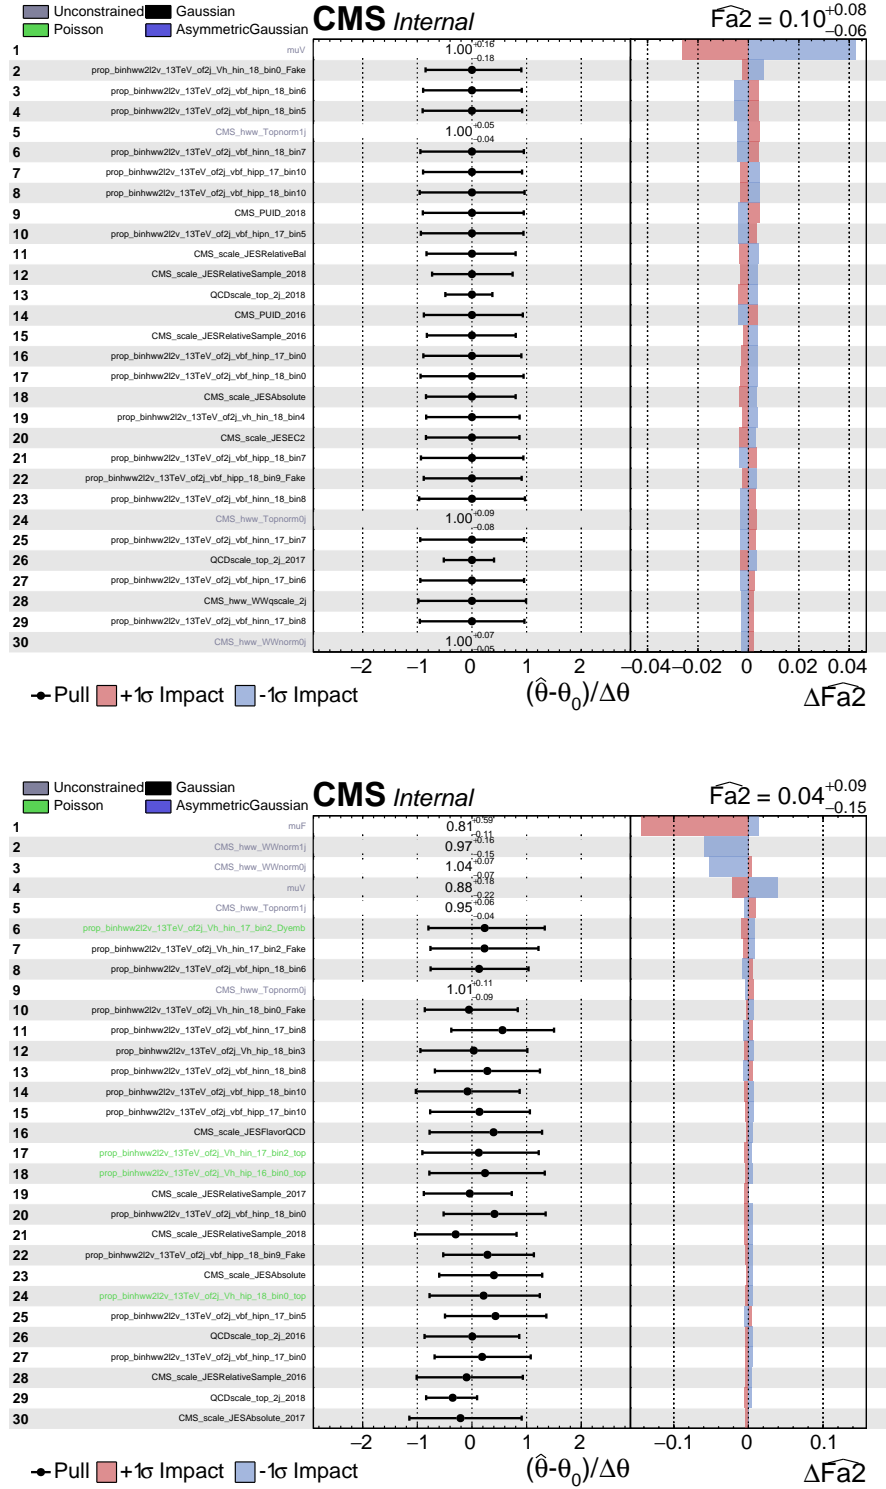 Unconstrained Gaussian
Poisson AsymmetricGaussian
CMS Internal
Fa2 = 0.10 +0.08 −0.06
1 muV 1.00 +0.16 −0.18
2 prop_binhww2l2v_13TeV_of2j_Vh_hin_18_bin0_Fake
3 prop_binhww2l2v_13TeV_of2j_vbf_hipn_18_bin6
4 prop_binhww2l2v_13TeV_of2j_vbf_hipn_18_bin5
5 CMS_hww_Topnorm1j 1.00 +0.05 −0.04
6 prop_binhww2l2v_13TeV_of2j_vbf_hinn_18_bin7
7 prop_binhww2l2v_13TeV_of2j_vbf_hipp_17_bin10
8 prop_binhww2l2v_13TeV_of2j_vbf_hipp_18_bin10
9 CMS_PUID_2018
10 prop_binhww2l2v_13TeV_of2j_vbf_hipn_17_bin5
11 CMS_scale_JESRelativeBal
12 CMS_scale_JESRelativeSample_2018
13 QCDscale_top_2j_2018
14 CMS_PUID_2016
15 CMS_scale_JESRelativeSample_2016
16 prop_binhww2l2v_13TeV_of2j_vbf_hinp_17_bin0
17 prop_binhww2l2v_13TeV_of2j_vbf_hinp_18_bin0
18 CMS_scale_JESAbsolute
19 prop_binhww2l2v_13TeV_of2j_vh_hin_18_bin4
20 CMS_scale_JESEC2
21 prop_binhww2l2v_13TeV_of2j_vbf_hipp_18_bin7
22 prop_binhww2l2v_13TeV_of2j_vbf_hipp_18_bin9_Fake
23 prop_binhww2l2v_13TeV_of2j_vbf_hinn_18_bin8
24 CMS_hww_Topnorm0j 1.00 +0.09 −0.08
25 prop_binhww2l2v_13TeV_of2j_vbf_hinn_17_bin7
26 QCDscale_top_2j_2017
27 prop_binhww2l2v_13TeV_of2j_vbf_hipn_17_bin6
28 CMS_hww_WWqscale_2j
29 prop_binhww2l2v_13TeV_of2j_vbf_hinn_17_bin8
30 CMS_hww_WWnorm0j 1.00 +0.07 −0.05
−2 −1 0 1 2 −0.04 −0.02 0 0.02 0.04
Pull +1σ Impact -1σ Impact (θ̂-θ0)/Δθ ΔFa2
Unconstrained Gaussian
Poisson AsymmetricGaussian
CMS Internal
Fa2 = 0.04 +0.09 −0.15
1 muF 0.81 +0.59 −0.11
2 CMS_hww_WWnorm1j 0.97 +0.16 −0.15
3 CMS_hww_WWnorm0j 1.04 +0.07 −0.07
4 muV 0.88 +0.18 −0.22
5 CMS_hww_Topnorm1j 0.95 +0.06 −0.04
6 prop_binhww2l2v_13TeV_of2j_Vh_hin_17_bin2_Dyemb
7 prop_binhww2l2v_13TeV_of2j_Vh_hin_17_bin2_Fake
8 prop_binhww2l2v_13TeV_of2j_vbf_hipn_18_bin6
9 CMS_hww_Topnorm0j 1.01 +0.11 −0.09
10 prop_binhww2l2v_13TeV_of2j_Vh_hin_18_bin0_Fake
11 prop_binhww2l2v_13TeV_of2j_vbf_hinn_17_bin8
12 prop_binhww2l2v_13TeV_of2j_Vh_hip_18_bin3
13 prop_binhww2l2v_13TeV_of2j_vbf_hinn_18_bin8
14 prop_binhww2l2v_13TeV_of2j_vbf_hipp_18_bin10
15 prop_binhww2l2v_13TeV_of2j_vbf_hipp_17_bin10
16 CMS_scale_JESFlavorQCD
17 prop_binhww2l2v_13TeV_of2j_Vh_hin_17_bin2_top
18 prop_binhww2l2v_13TeV_of2j_Vh_hip_16_bin0_top
19 CMS_scale_JESRelativeSample_2017
20 prop_binhww2l2v_13TeV_of2j_vbf_hinp_18_bin0
21 CMS_scale_JESRelativeSample_2018
22 prop_binhww2l2v_13TeV_of2j_vbf_hipp_18_bin9_Fake
23 CMS_scale_JESAbsolute
24 prop_binhww2l2v_13TeV_of2j_Vh_hip_18_bin0_top
25 prop_binhww2l2v_13TeV_of2j_vbf_hipn_17_bin5
26 QCDscale_top_2j_2016
27 prop_binhww2l2v_13TeV_of2j_vbf_hinp_17_bin0
28 CMS_scale_JESRelativeSample_2016
29 QCDscale_top_2j_2018
30 CMS_scale_JESAbsolute_2017
−2 −1 0 1 2 −0.1 0 0.1
Pull +1σ Impact -1σ Impact (θ̂-θ0)/Δθ ΔFa2